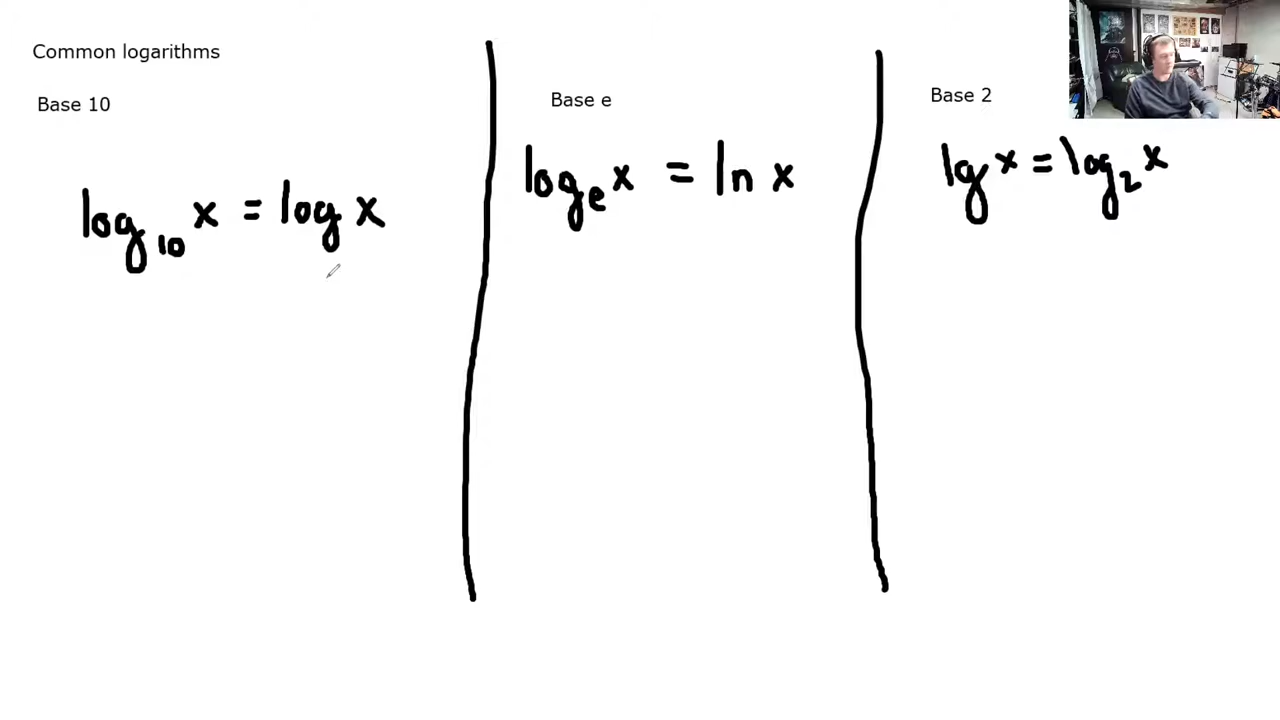 Common logarithms
Base 10
log₁₀ x = log x
Base e
logₑ x = ln x
Base 2
lg x = log₂ x